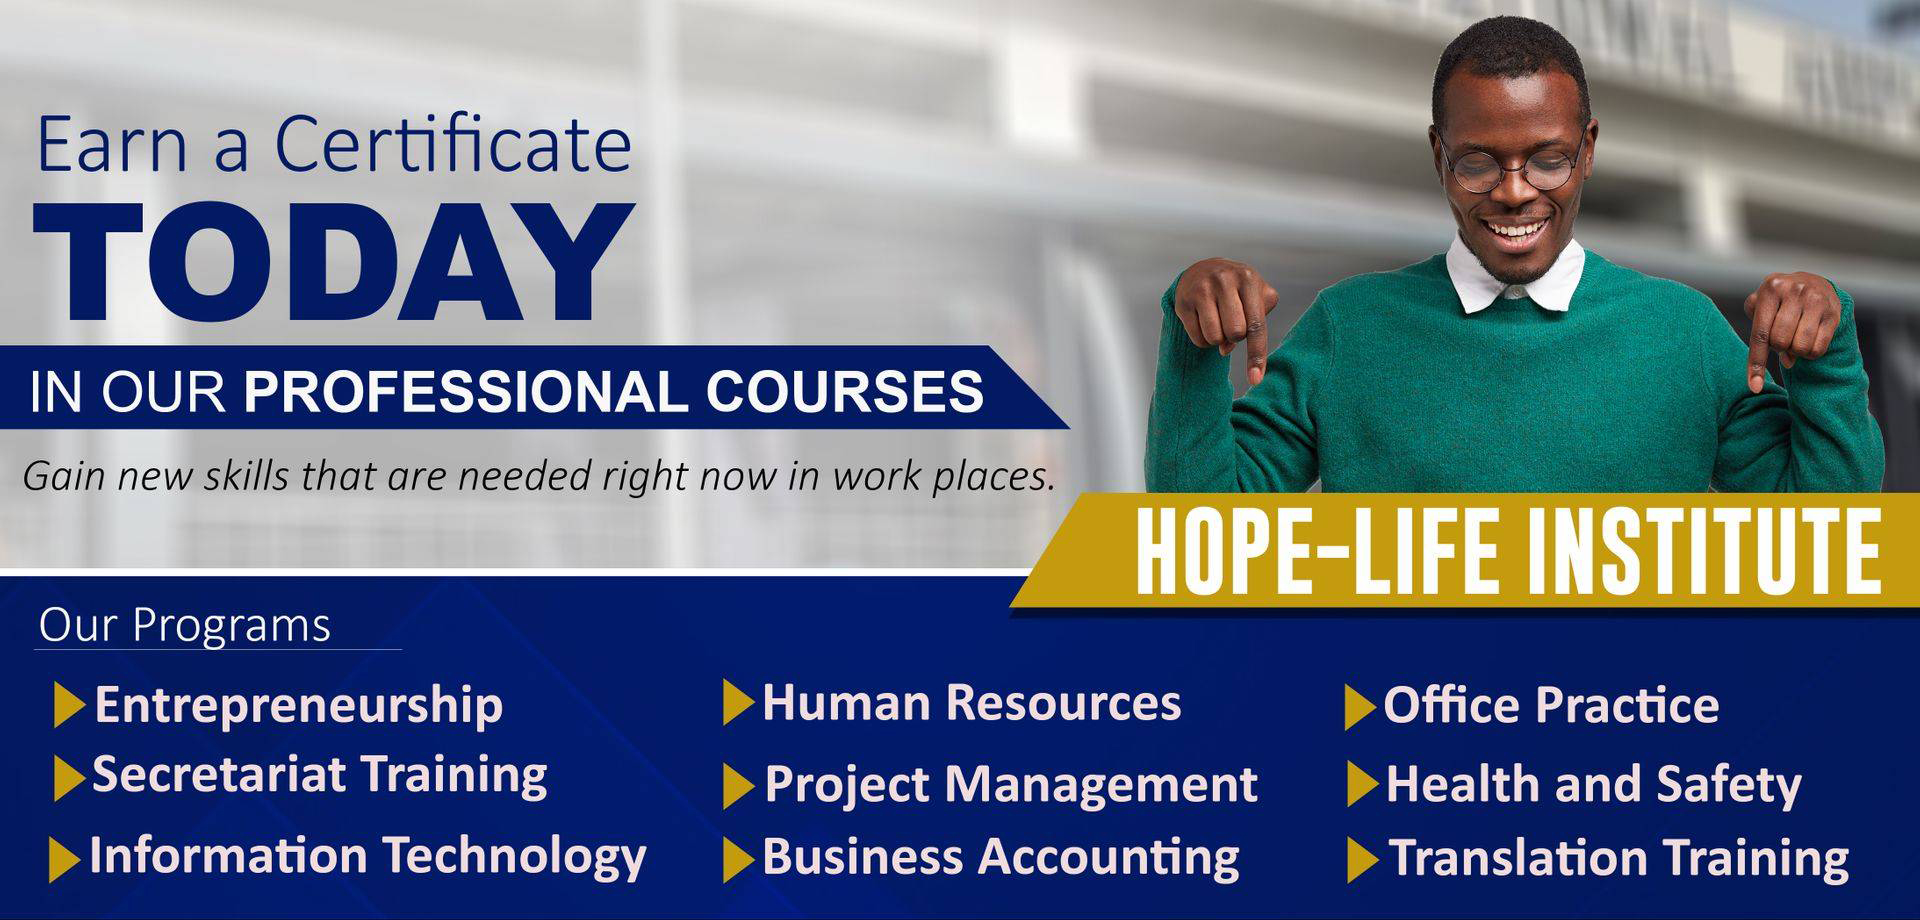 Earn a Certificate
TODAY
IN OUR PROFESSIONAL COURSES
Gain new skills that are needed right now in work places.
HOPE-LIFE INSTITUTE
Our Programs
Entrepreneurship
Secretariat Training
Information Technology
Human Resources
Project Management
Business Accounting
Office Practice
Health and Safety
Translation Training